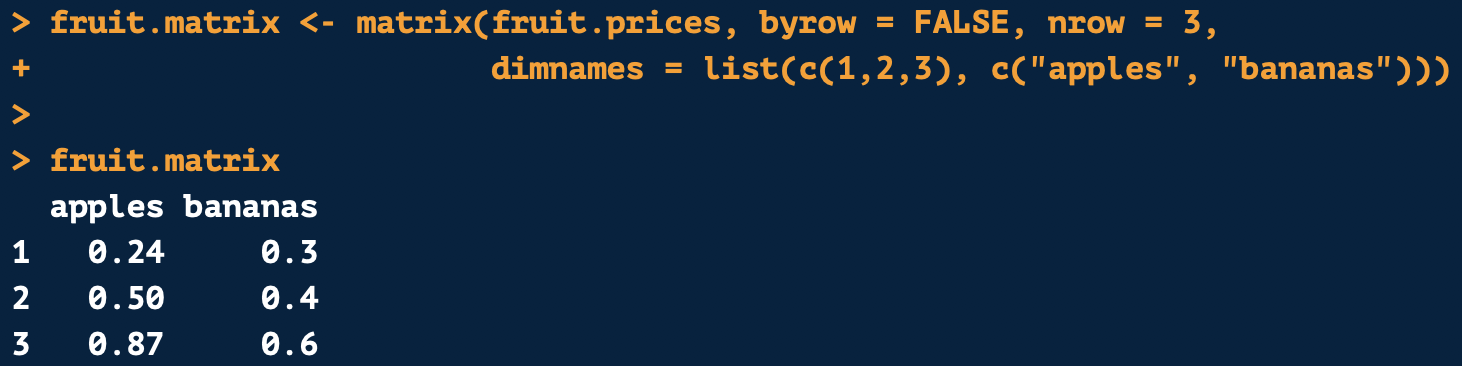 > fruit.matrix <- matrix(fruit.prices, byrow = FALSE, nrow = 3,
+                         dimnames = list(c(1,2,3), c("apples", "bananas")))
>
> fruit.matrix
  apples bananas
1   0.24     0.3
2   0.50     0.4
3   0.87     0.6